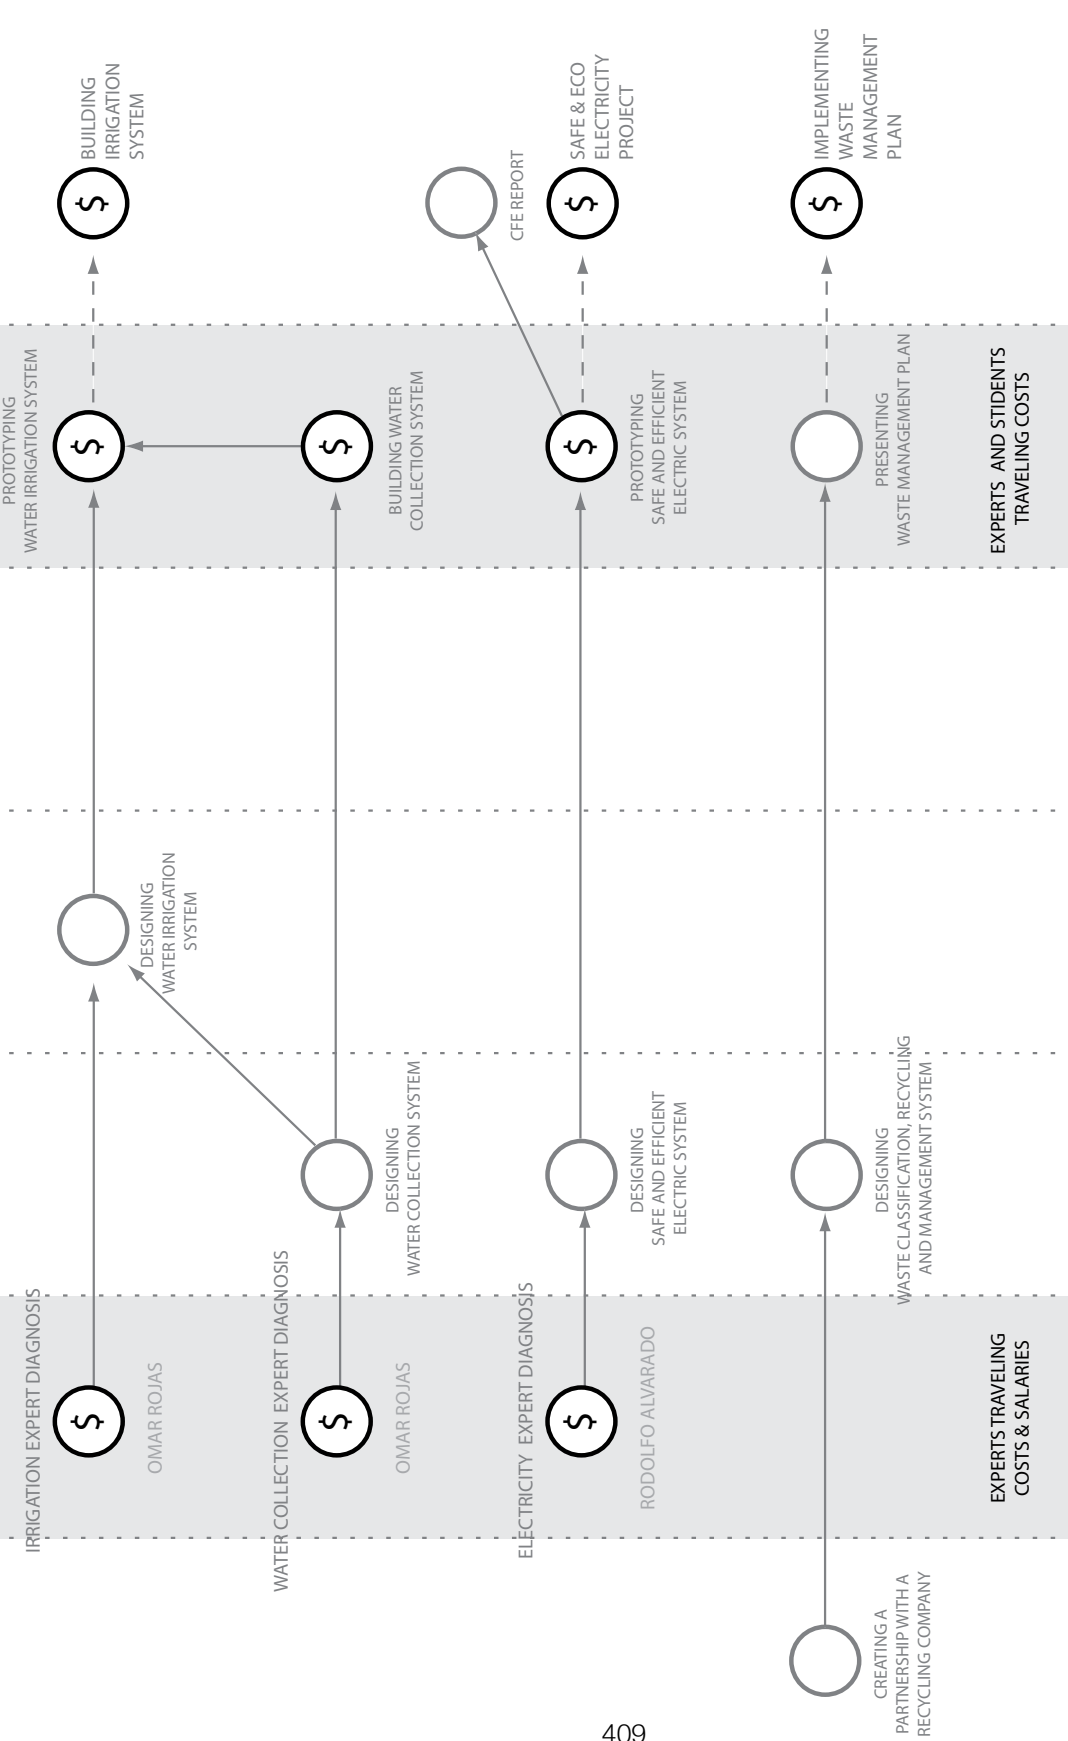 BUILDING
IRRIGATION
SYSTEM
$
SAFE & ECO
ELECTRICITY
PROJECT
$
IMPLEMENTING
WASTE
MANAGEMENT
PLAN
$
CFE REPORT
PROTOTYPING
WATER IRRIGATION SYSTEM
$
BUILDING WATER
COLLECTION SYSTEM
$
PROTOTYPING
SAFE AND EFFICIENT
ELECTRIC SYSTEM
$
PRESENTING
WASTE MANAGEMENT PLAN
EXPERTS AND STIDENTS
TRAVELING COSTS
DESIGNING
WATER IRRIGATION
SYSTEM
DESIGNING
WATER COLLECTION SYSTEM
DESIGNING
SAFE AND EFFICIENT
ELECTRIC SYSTEM
DESIGNING
WASTE CLASSIFICATION, RECYCLING
AND MANAGEMENT SYSTEM
IRRIGATION EXPERT DIAGNOSIS
$
OMAR ROJAS
WATER COLLECTION EXPERT DIAGNOSIS
$
OMAR ROJAS
ELECTRICITY EXPERT DIAGNOSIS
$
RODOLFO ALVARADO
EXPERTS TRAVELING
COSTS & SALARIES
CREATING A
PARTNERSHIP WITH A
RECYCLING COMPANY
409